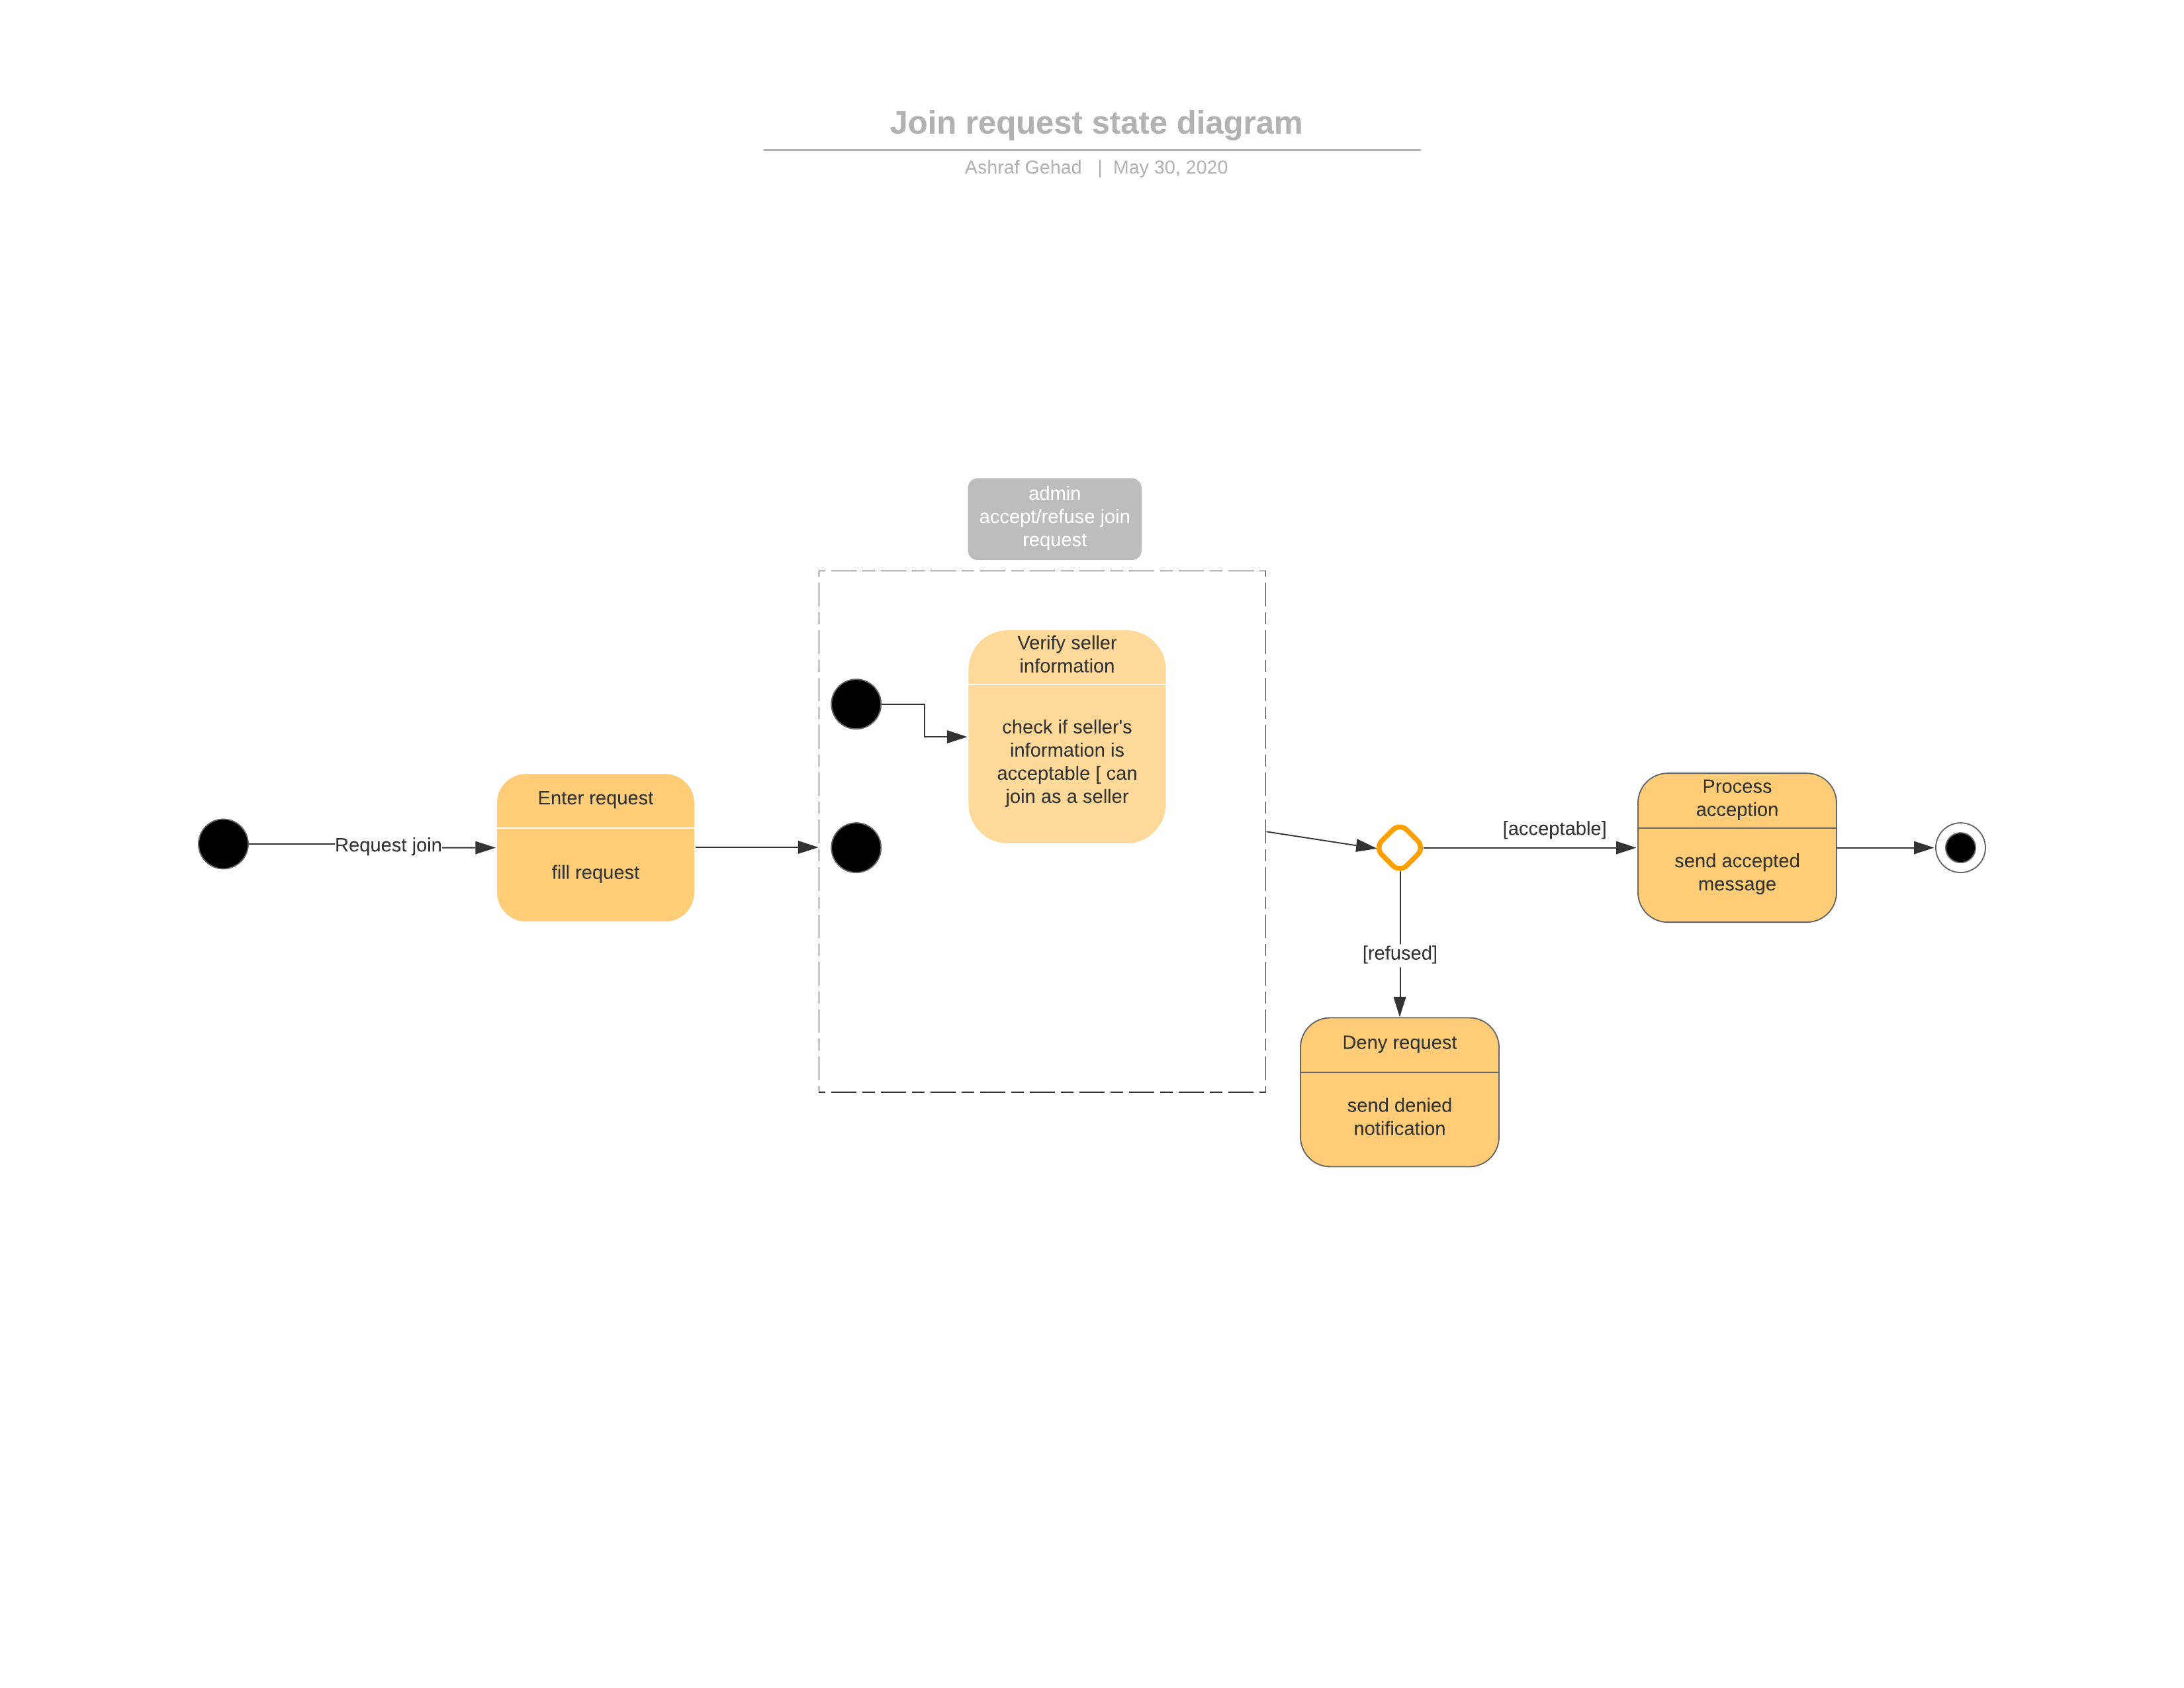 Join request state diagram
Ashraf Gehad | May 30, 2020
admin
accept/refuse join
request
Verify seller
information
check if seller's
information is
acceptable [ can
join as a seller
Request join
Enter request
fill request
[acceptable]
Process
acception
send accepted
message
[refused]
Deny request
send denied
notification